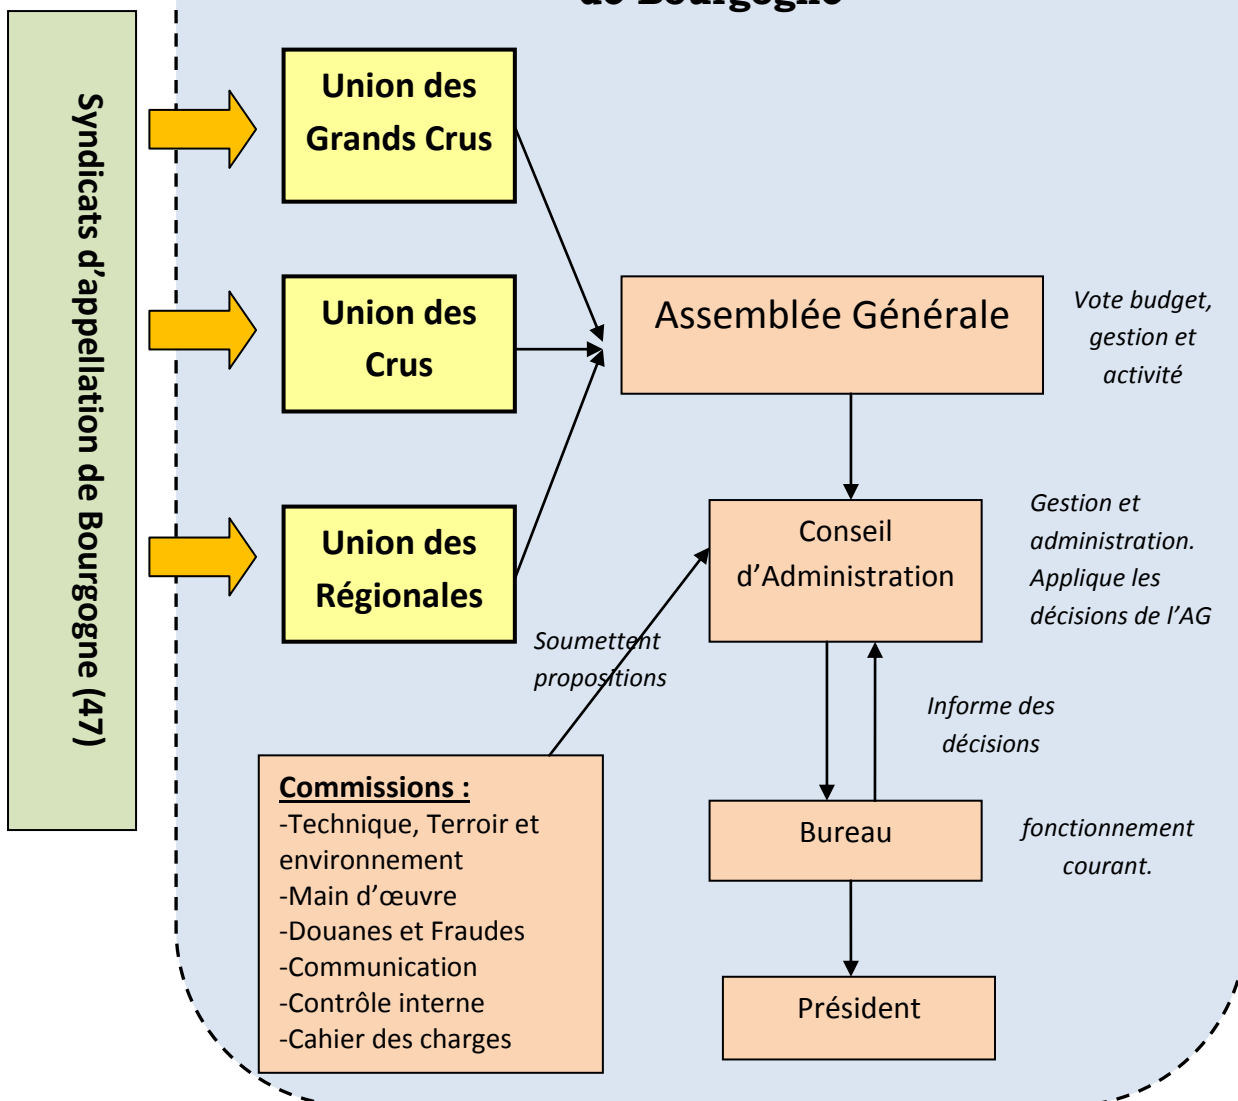 de Bourgogne
Syndicats d’appellation de Bourgogne (47)
Union des
Grands Crus
Union des
Crus
Union des
Régionales
Assemblée Générale
Vote budget,
gestion et
activité
Conseil
d’Administration
Gestion et
administration.
Applique les
décisions de l’AG
Soumettent
propositions
Informe des
décisions
Commissions :
-Technique, Terroir et
environnement
-Main d’œuvre
-Douanes et Fraudes
-Communication
-Contrôle interne
-Cahier des charges
Bureau
fonctionnement
courant.
Président